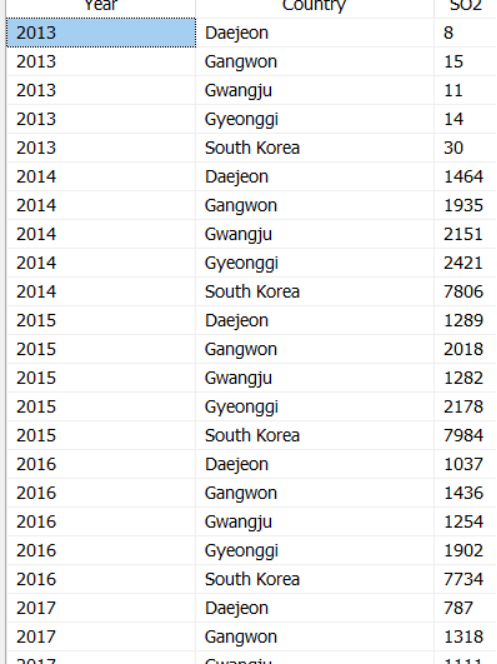 Year Country SO2
2013 Daejeon 8
2013 Gangwon 15
2013 Gwangju 11
2013 Gyeonggi 14
2013 South Korea 30
2014 Daejeon 1464
2014 Gangwon 1935
2014 Gwangju 2151
2014 Gyeonggi 2421
2014 South Korea 7806
2015 Daejeon 1289
2015 Gangwon 2018
2015 Gwangju 1282
2015 Gyeonggi 2178
2015 South Korea 7984
2016 Daejeon 1037
2016 Gangwon 1436
2016 Gwangju 1254
2016 Gyeonggi 1902
2016 South Korea 7734
2017 Daejeon 787
2017 Gangwon 1318
2017 Gwangju 1111